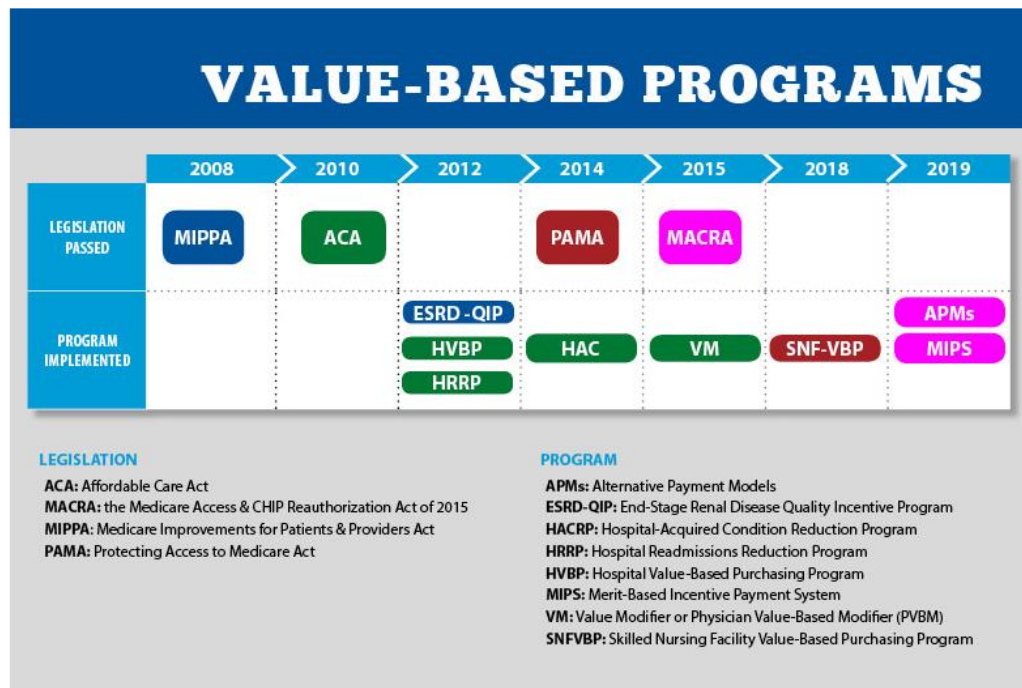 VALUE-BASED PROGRAMS
2008 2010 2012 2014 2015 2018 2019
LEGISLATION
PASSED
MIPPA ACA PAMA MACRA
PROGRAM
IMPLEMENTED
ESRD -QIP APMs
HVBP HAC VM SNF-VBP MIPS
HRRP
LEGISLATION
ACA: Affordable Care Act
MACRA: the Medicare Access & CHIP Reauthorization Act of 2015
MIPPA: Medicare Improvements for Patients & Providers Act
PAMA: Protecting Access to Medicare Act
PROGRAM
APMs: Alternative Payment Models
ESRD-QIP: End-Stage Renal Disease Quality Incentive Program
HACRP: Hospital-Acquired Condition Reduction Program
HRRP: Hospital Readmissions Reduction Program
HVBP: Hospital Value-Based Purchasing Program
MIPS: Merit-Based Incentive Payment System
VM: Value Modifier or Physician Value-Based Modifier (PVBM)
SNFVBP: Skilled Nursing Facility Value-Based Purchasing Program